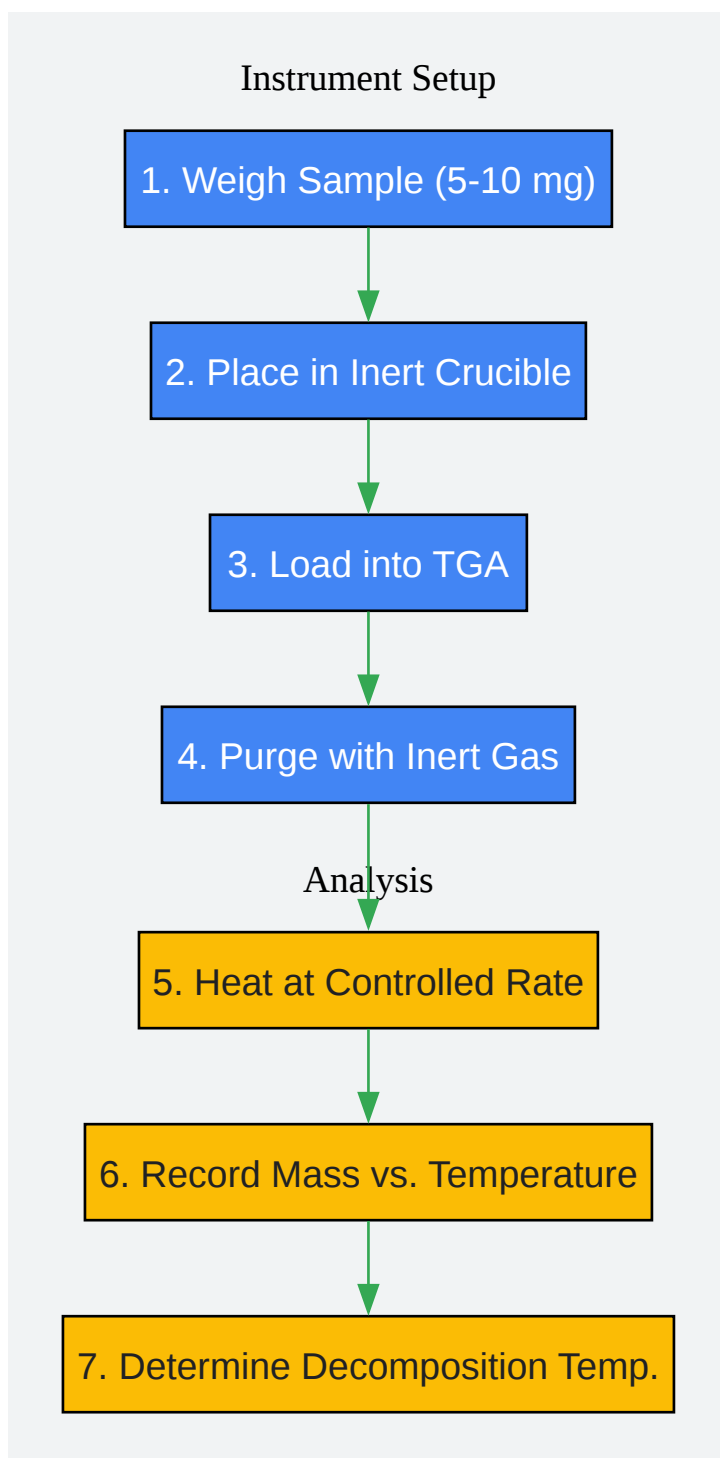 Instrument Setup
1. Weigh Sample (5-10 mg)
2. Place in Inert Crucible
3. Load into TGA
4. Purge with Inert Gas
Analysis
5. Heat at Controlled Rate
6. Record Mass vs. Temperature
7. Determine Decomposition Temp.